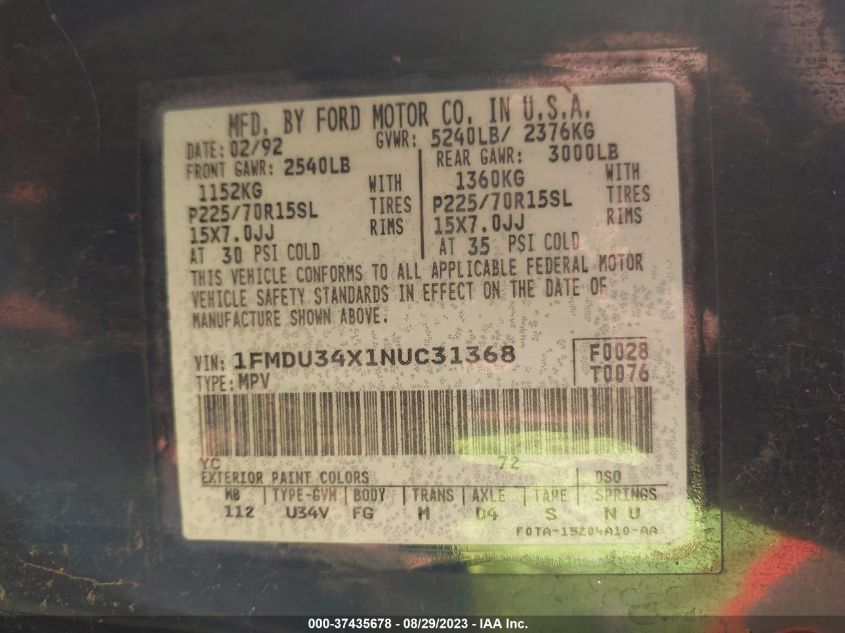 MFD. BY FORD MOTOR CO. IN U.S.A.
DATE: 02/92 GVWR: 5240LB/ 2376KG
FRONT GAWR: 2540LB REAR GAWR: 3000LB
1152KG WITH 1360KG WITH
P225/70R15SL TIRES P225/70R15SL TIRES
15X7.0JJ RIMS 15X7.0JJ RIMS
AT 30 PSI COLD AT 35 PSI COLD
THIS VEHICLE CONFORMS TO ALL APPLICABLE FEDERAL MOTOR
VEHICLE SAFETY STANDARDS IN EFFECT ON THE DATE OF
MANUFACTURE SHOWN ABOVE.
VIN: 1FMDU34X1NUC31368 F0028
TYPE: MPV T0076
YC 72
EXTERIOR PAINT COLORS DSO
WB TYPE-GVM BODY TRANS AXLE TAPE SPRINGS
112 U34V FG M D4 S N U
F0TA-15204A10-AA
000-37435678 - 08/29/2023 - IAA Inc.